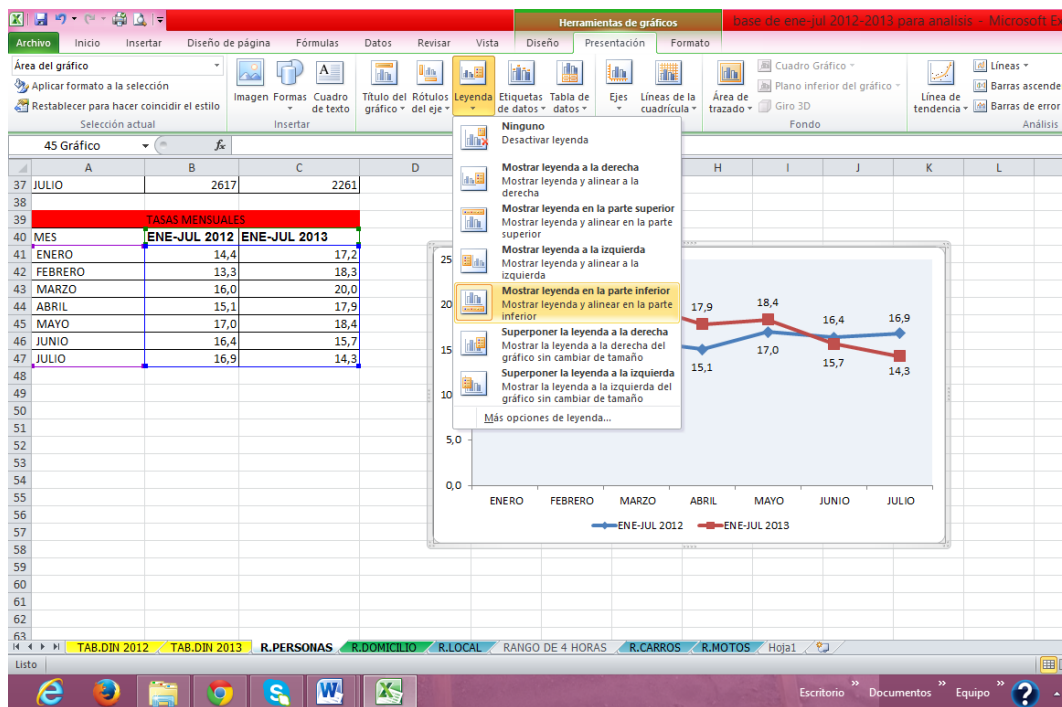 Herramientas de gráficos
base de ene-jul 2012-2013 para analisis - Microsoft Ex
Archivo Inicio Insertar Diseño de página Fórmulas Datos Revisar Vista Diseño Presentación Formato
Área del gráfico
Aplicar formato a la selección
Restablecer para hacer coincidir el estilo
Selección actual
Imagen Formas Cuadro de texto
Insertar
Título del gráfico
Rótulos del eje
Leyenda
Etiquetas de datos
Tabla de datos
Ejes
Líneas de la cuadrícula
Área de trazado
Cuadro Gráfico
Plano inferior del gráfico
Giro 3D
Fondo
Línea de tendencia
Líneas
Barras ascende
Barras de error
Análisis
45 Gráfico
fx
A B C D H I J K L
37 JULIO 2617 2261
38
39 TASAS MENSUALES
40 MES ENE-JUL 2012 ENE-JUL 2013
41 ENERO 14,4 17,2
42 FEBRERO 13,3 18,3
43 MARZO 16,0 20,0
44 ABRIL 15,1 17,9
45 MAYO 17,0 18,4
46 JUNIO 16,4 15,7
47 JULIO 16,9 14,3
48
49
50
51
52
53
54
55
56
57
58
59
60
61
62
63
Ninguno
Desactivar leyenda
Mostrar leyenda a la derecha
Mostrar leyenda y alinear a la
derecha
Mostrar leyenda en la parte superior
Mostrar leyenda y alinear en la parte
superior
Mostrar leyenda a la izquierda
Mostrar leyenda y alinear a la
izquierda
Mostrar leyenda en la parte inferior
Mostrar leyenda y alinear en la parte
inferior
Superponer la leyenda a la derecha
Mostrar la leyenda a la derecha del
gráfico sin cambiar de tamaño
Superponer la leyenda a la izquierda
Mostrar la leyenda a la izquierda del
gráfico sin cambiar de tamaño
Más opciones de leyenda...
25
20
15
10
5,0
0,0
17,9 18,4 16,4 16,9
15,1 17,0 15,7 14,3
ENERO FEBRERO MARZO ABRIL MAYO JUNIO JULIO
ENE-JUL 2012 ENE-JUL 2013
TAB.DIN 2012 TAB.DIN 2013 R.PERSONAS R.DOMICILIO R.LOCAL RANGO DE 4 HORAS R.CARROS R.MOTOS Hoja1
Listo
Escritorio » Documentos » Equipo »